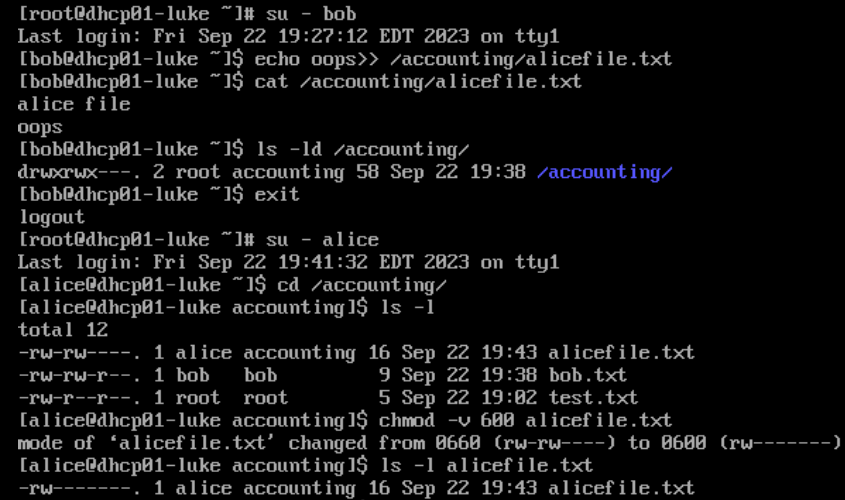 [root@dhcp01-luke ~]# su - bob
Last login: Fri Sep 22 19:27:12 EDT 2023 on tty1
[bob@dhcp01-luke ~]$ echo oops>> /accounting/alicefile.txt
[bob@dhcp01-luke ~]$ cat /accounting/alicefile.txt
alice file
oops
[bob@dhcp01-luke ~]$ ls -ld /accounting/
drwxrwx---. 2 root accounting 58 Sep 22 19:38 /accounting/
[bob@dhcp01-luke ~]$ exit
logout
[root@dhcp01-luke ~]# su - alice
Last login: Fri Sep 22 19:41:32 EDT 2023 on tty1
[alice@dhcp01-luke ~]$ cd /accounting/
[alice@dhcp01-luke accounting]$ ls -l
total 12
-rw-rw----. 1 alice accounting 16 Sep 22 19:43 alicefile.txt
-rw-rw-r--. 1 bob   bob         9 Sep 22 19:38 bob.txt
-rw-r--r--. 1 root  root        5 Sep 22 19:02 test.txt
[alice@dhcp01-luke accounting]$ chmod -v 600 alicefile.txt
mode of ‘alicefile.txt’ changed from 0660 (rw-rw----) to 0600 (rw-------)
[alice@dhcp01-luke accounting]$ ls -l alicefile.txt
-rw-------. 1 alice accounting 16 Sep 22 19:43 alicefile.txt